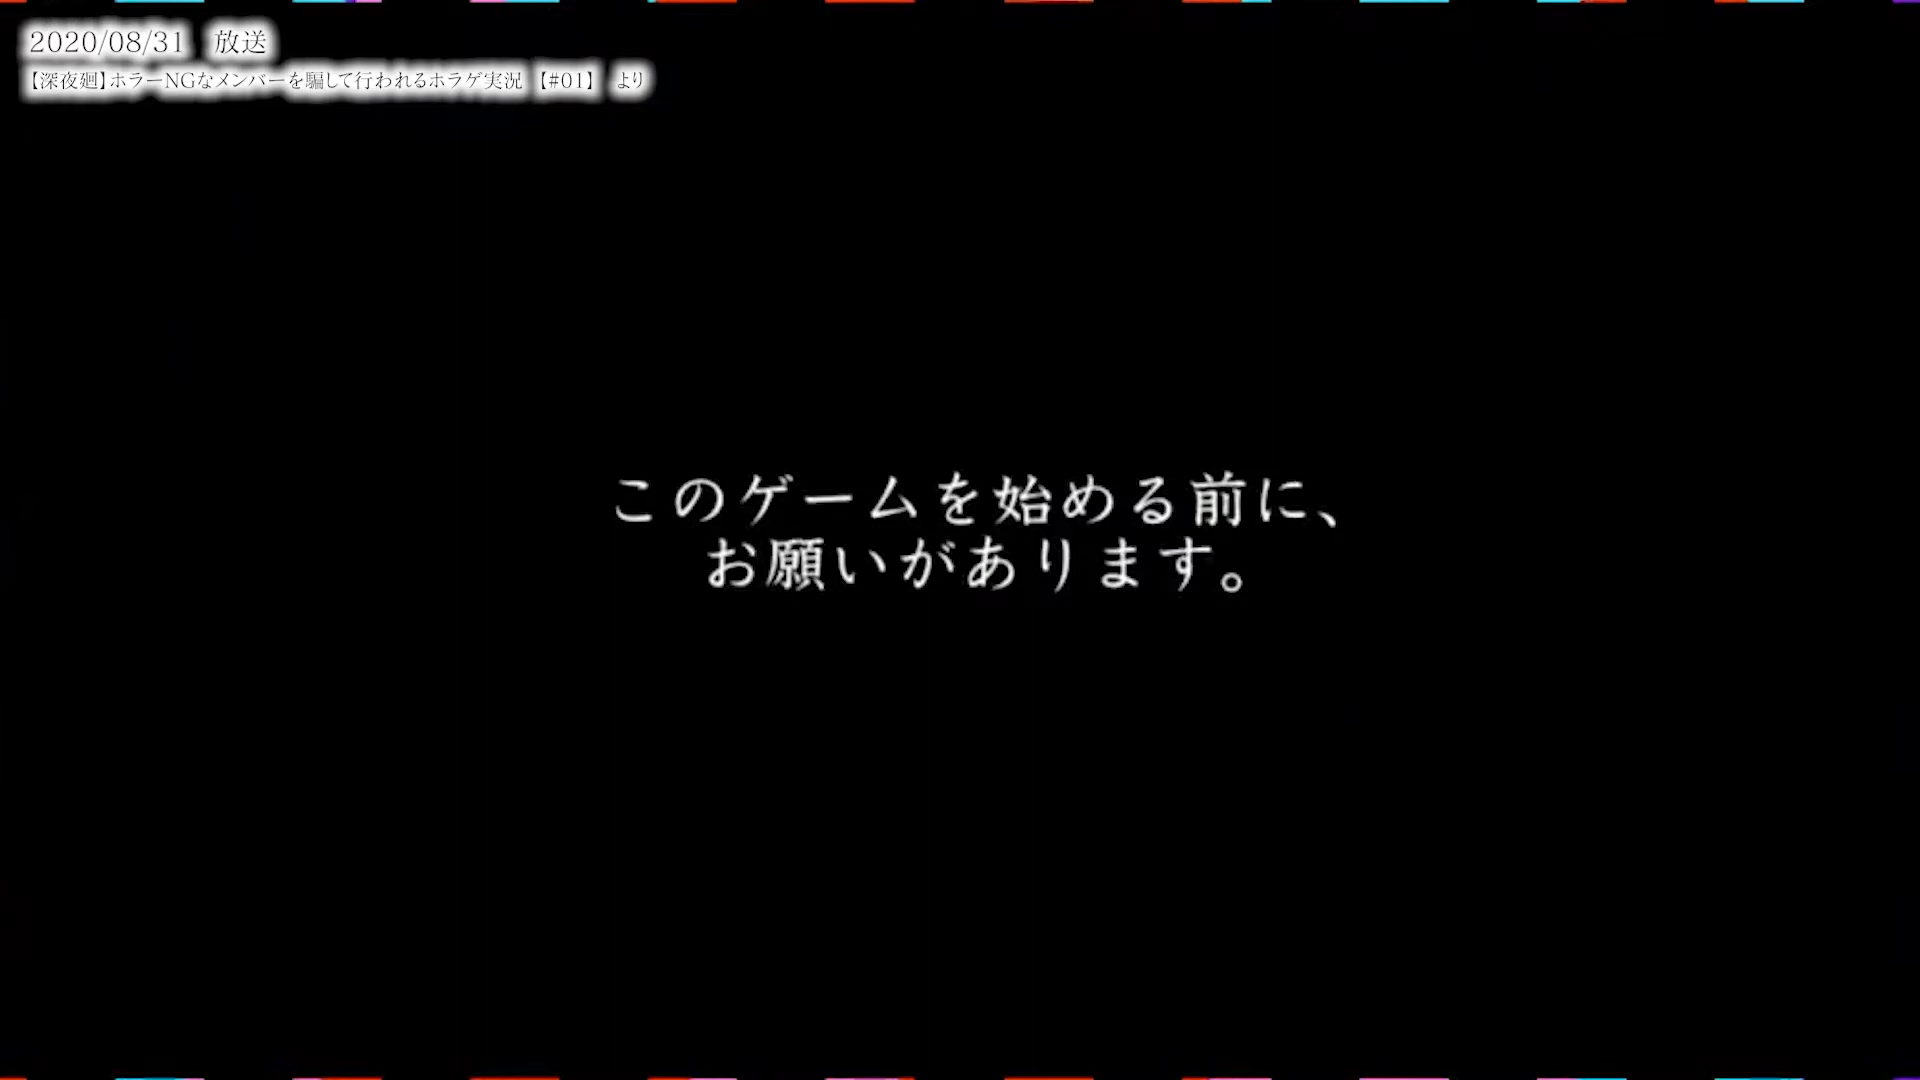 2020/08/31　放送
【深夜廻】ホラーNGなメンバーを騙して行われるホラゲ実況 【#01】 より
このゲームを始める前に、
お願いがあります。